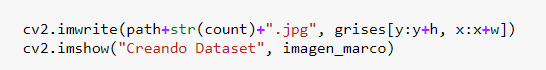 cv2.imwrite(path+str(count)+".jpg", grises[y:y+h, x:x+w])
cv2.imshow("Creando Dataset", imagen_marco)